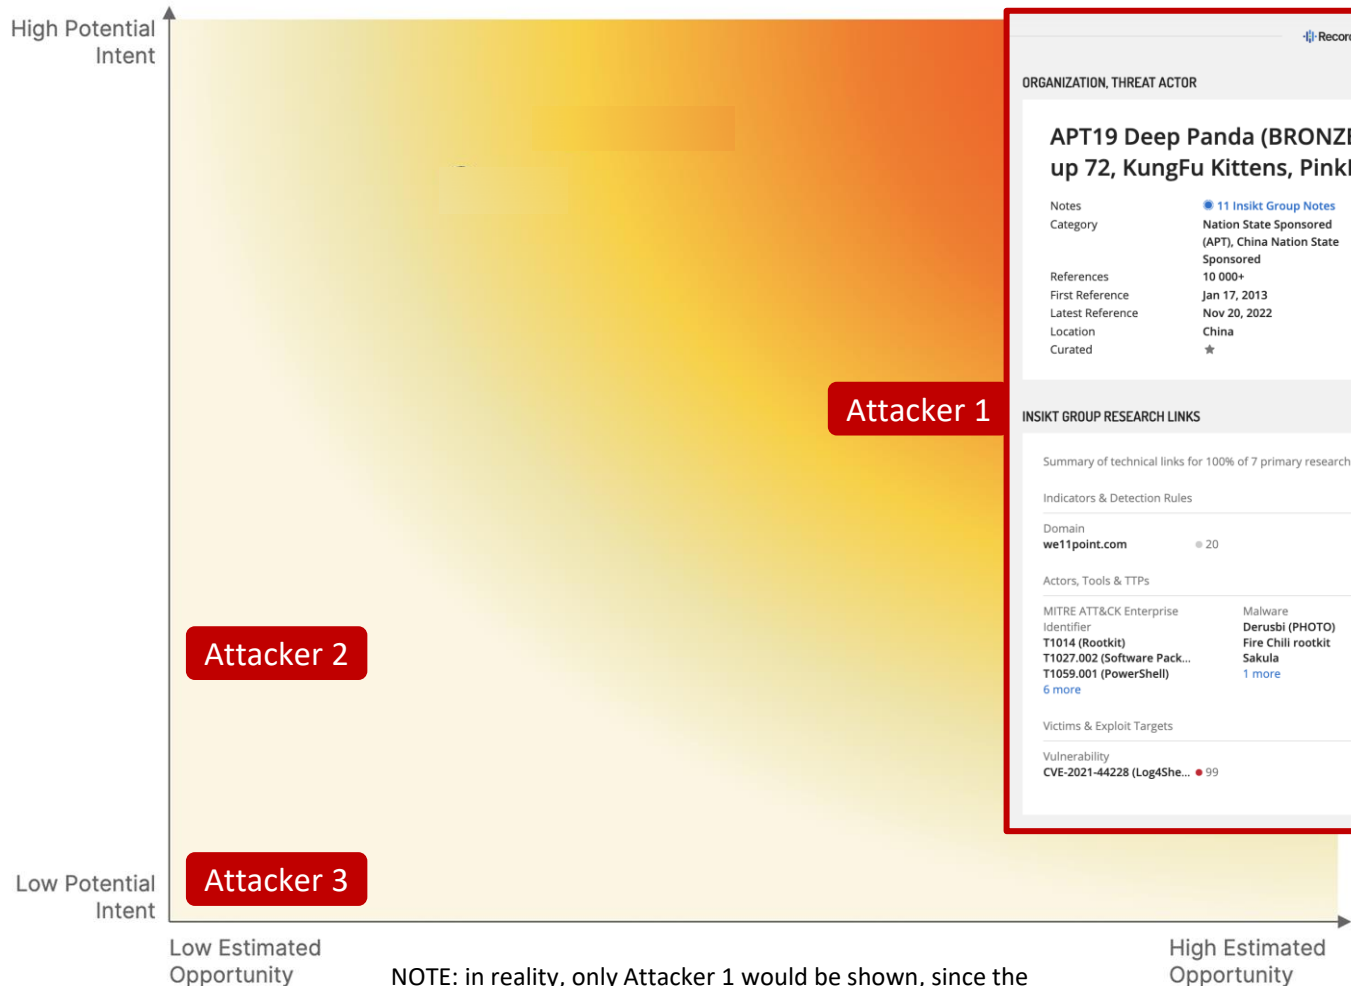 High Potential
Intent
Recor
ORGANIZATION, THREAT ACTOR
APT19 Deep Panda (BRONZE
up 72, KungFu Kittens, Pink
Notes
11 Insikt Group Notes
Category
Nation State Sponsored
(APT), China Nation State
Sponsored
References
10 000+
First Reference
Jan 17, 2013
Latest Reference
Nov 20, 2022
Location
China
Curated
Attacker 1
INSIKT GROUP RESEARCH LINKS
Summary of technical links for 100% of 7 primary research
Indicators & Detection Rules
Domain
we11point.com
20
Actors, Tools & TTPs
MITRE ATT&CK Enterprise
Identifier
T1014 (Rootkit)
T1027.002 (Software Pack...
T1059.001 (PowerShell)
6 more
Malware
Derusbi (PHOTO)
Fire Chili rootkit
Sakula
1 more
Victims & Exploit Targets
Vulnerability
CVE-2021-44228 (Log4She...
99
Attacker 2
Attacker 3
Low Potential
Intent
Low Estimated
Opportunity
High Estimated
Opportunity
NOTE: in reality, only Attacker 1 would be shown, since the